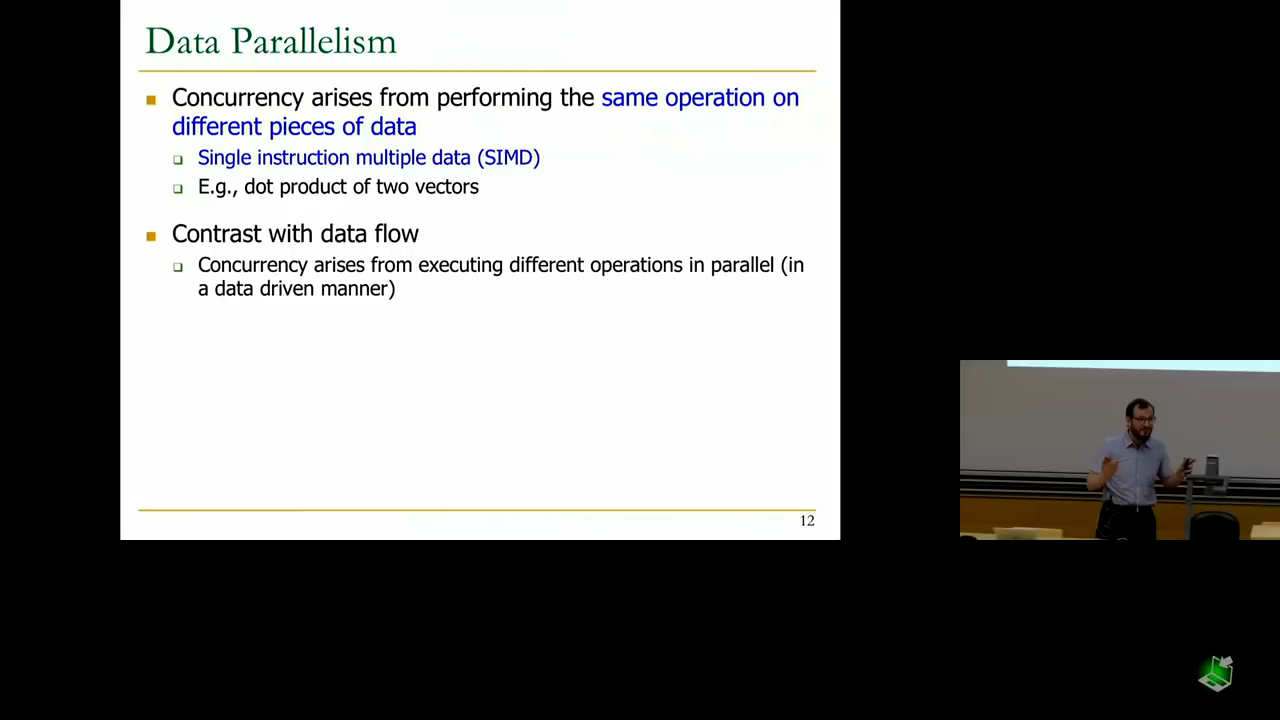 Data Parallelism
Concurrency arises from performing the same operation on
different pieces of data
Single instruction multiple data (SIMD)
E.g., dot product of two vectors
Contrast with data flow
Concurrency arises from executing different operations in parallel (in
a data driven manner)
12